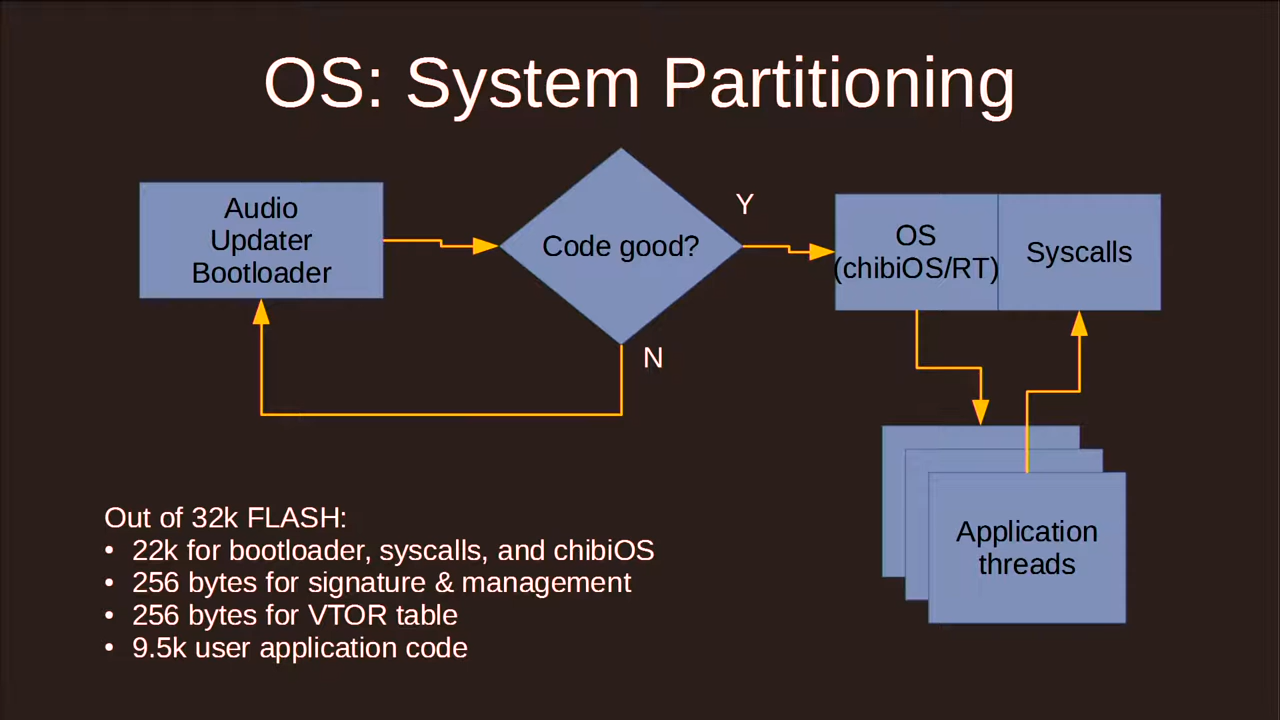 OS: System Partitioning
Audio
Updater
Bootloader
Code good?
Y
N
OS
(chibiOS/RT)
Syscalls
Application
threads
Out of 32k FLASH:
• 22k for bootloader, syscalls, and chibiOS
• 256 bytes for signature & management
• 256 bytes for VTOR table
• 9.5k user application code